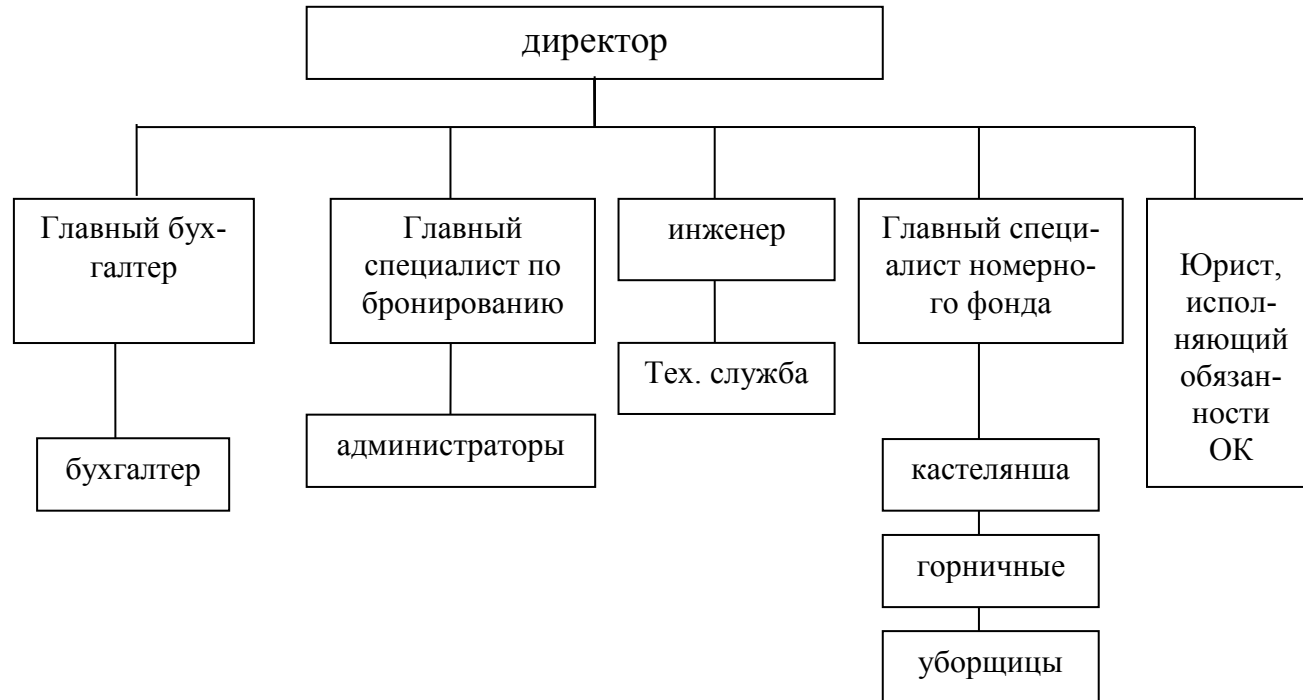 директор
Главный бух-
галтер
Главный
специалист по
бронированию
инженер
Главный специ-
алист номерно-
го фонда
Юрист,
испол-
няющий
обязан-
ности
ОК
Тех. служба
администраторы
бухгалтер
кастелянша
горничные
уборщицы